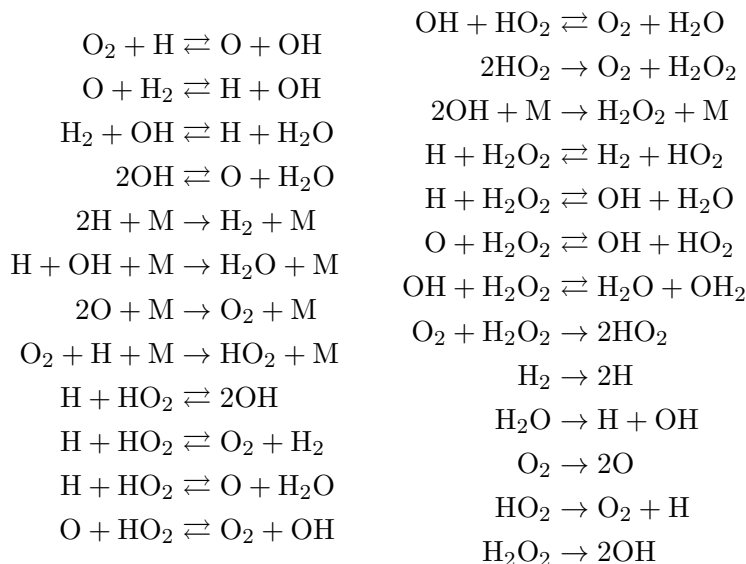 O₂ + H ⇄ O + OH
O + H₂ ⇄ H + OH
H₂ + OH ⇄ H + H₂O
2OH ⇄ O + H₂O
2H + M → H₂ + M
H + OH + M → H₂O + M
2O + M → O₂ + M
O₂ + H + M → HO₂ + M
H + HO₂ ⇄ 2OH
H + HO₂ ⇄ O₂ + H₂
H + HO₂ ⇄ O + H₂O
O + HO₂ ⇄ O₂ + OH
OH + HO₂ ⇄ O₂ + H₂O
2HO₂ → O₂ + H₂O₂
2OH + M → H₂O₂ + M
H + H₂O₂ ⇄ H₂ + HO₂
H + H₂O₂ ⇄ OH + H₂O
O + H₂O₂ ⇄ OH + HO₂
OH + H₂O₂ ⇄ H₂O + OH₂
O₂ + H₂O₂ → 2HO₂
H₂ → 2H
H₂O → H + OH
O₂ → 2O
HO₂ → O₂ + H
H₂O₂ → 2OH